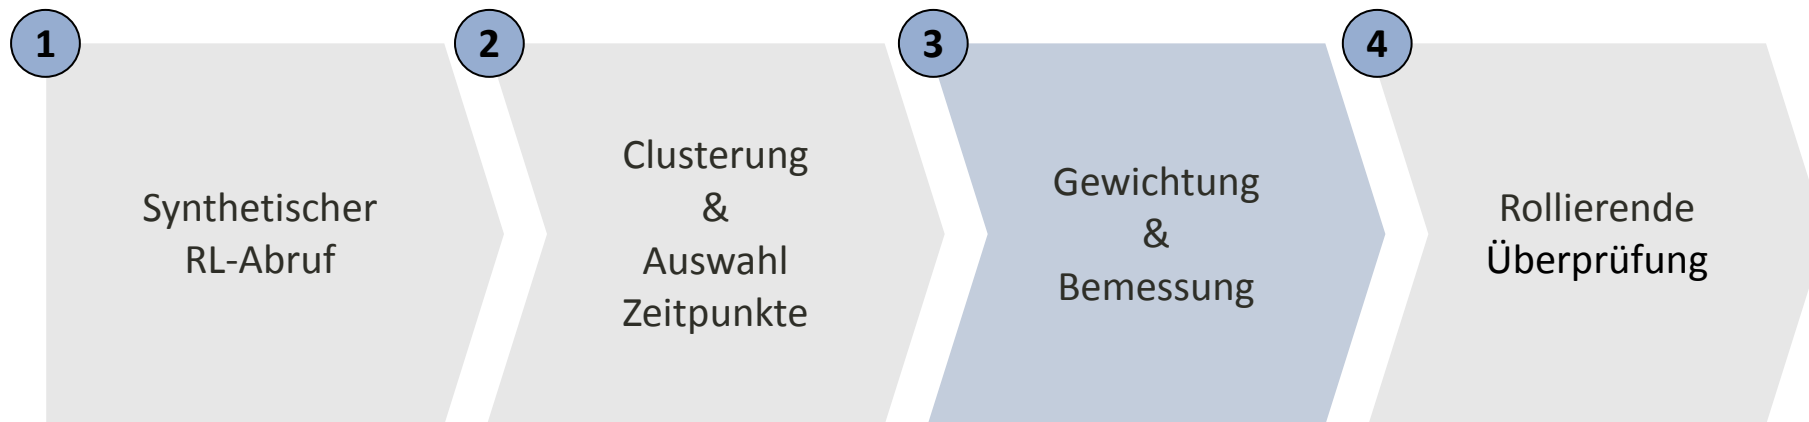 1
Synthetischer
RL-Abruf
2
Clusterung
&
Auswahl
Zeitpunkte
3
Gewichtung
&
Bemessung
4
Rollierende
Überprüfung